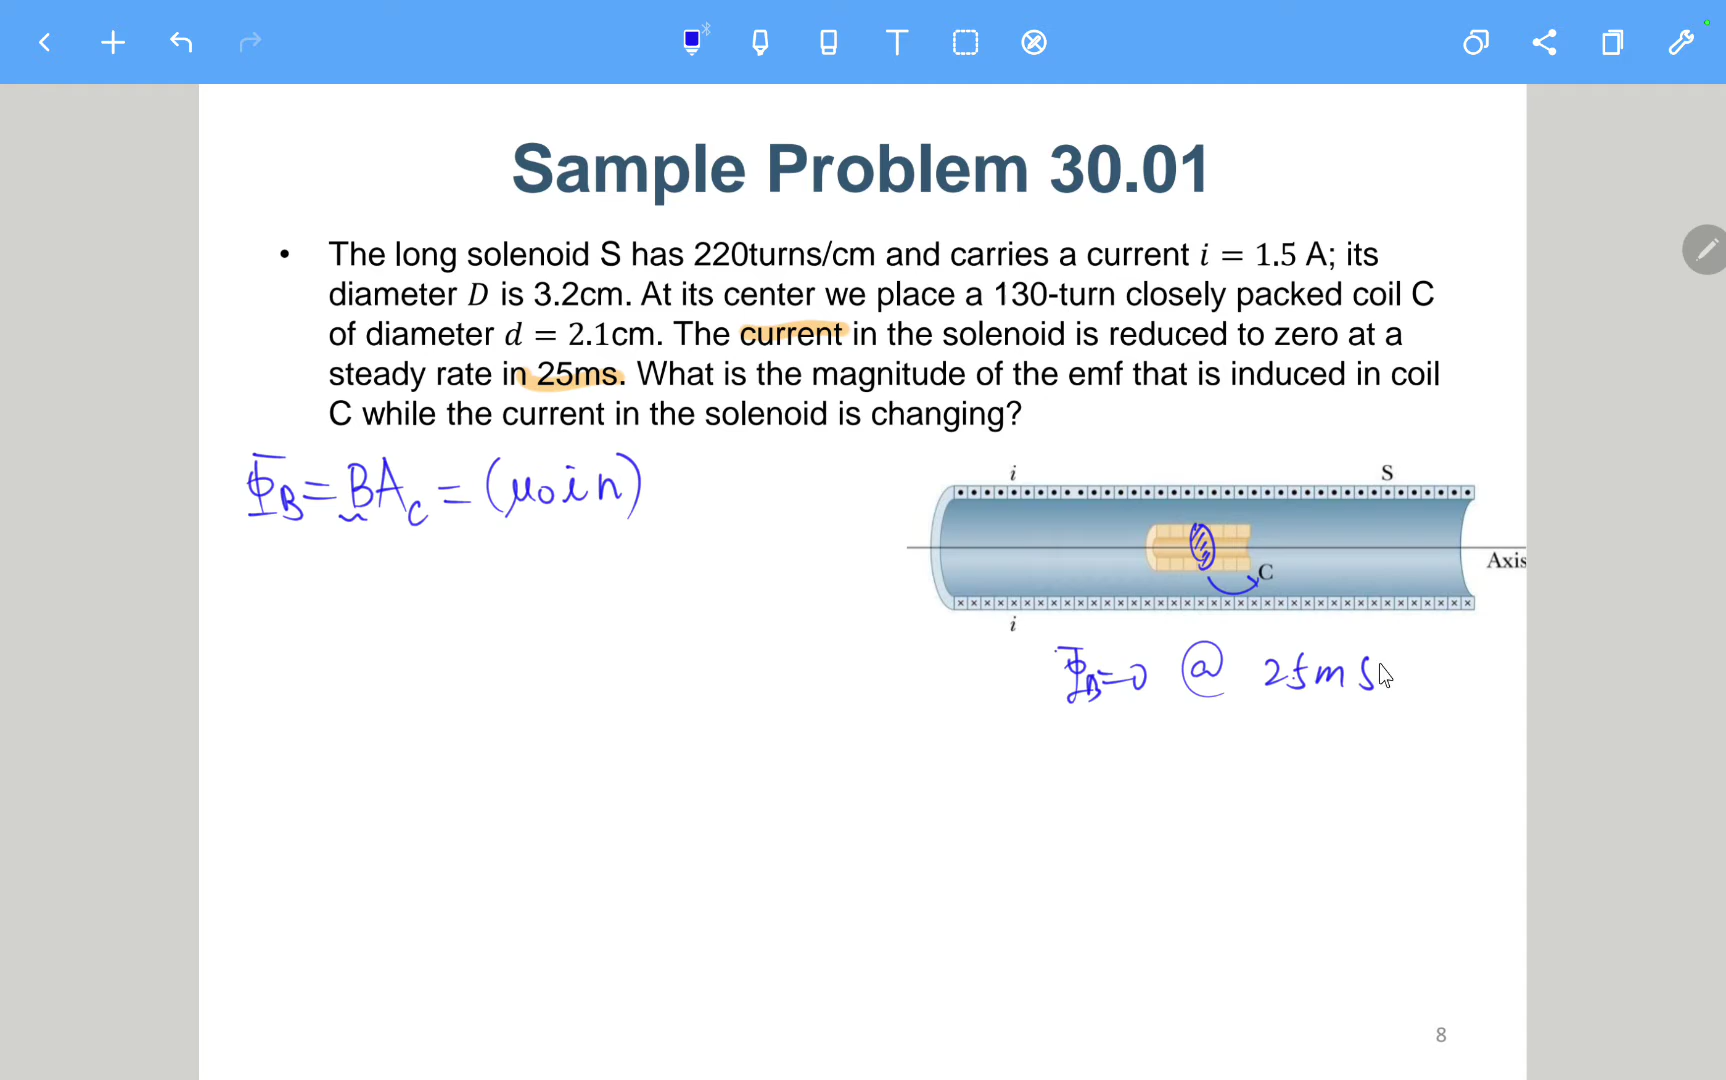 Sample Problem 30.01
• The long solenoid S has 220turns/cm and carries a current i = 1.5 A; its
diameter D is 3.2cm. At its center we place a 130-turn closely packed coil C
of diameter d = 2.1cm. The current in the solenoid is reduced to zero at a
steady rate in 25ms. What is the magnitude of the emf that is induced in coil
C while the current in the solenoid is changing?
Φ_B = BA_C = (μ₀ i n)
i S
Axis
C
i
Φ_B = 0 @ 25ms
8